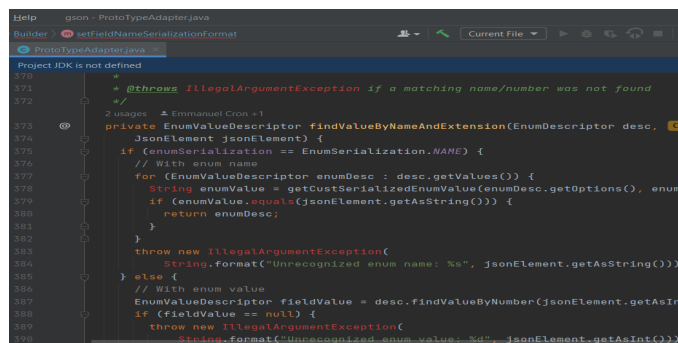 Help gson - ProtoTypeAdapter.java
Builder setFieldNameSerializationFormat Current File
ProtoTypeAdapter.java
Project JDK is not defined
370 *
371 * @throws IllegalArgumentException if a matching name/number was not found
372 */
2 usages Emmanuel Cron +1
373 @ private EnumValueDescriptor findValueByNameAndExtension(EnumDescriptor desc,
374 JsonElement jsonElement) {
375 if (enumSerialization == EnumSerialization.NAME) {
376 // With enum name
377 for (EnumValueDescriptor enumDesc : desc.getValues()) {
378 String enumValue = getCustSerializedEnumValue(enumDesc.getOptions(), enum
379 if (enumValue.equals(jsonElement.getAsString())) {
380 return enumDesc;
381 }
382 }
383 throw new IllegalArgumentException(
384 String.format("Unrecognized enum name: %s", jsonElement.getAsString()))
385 } else {
386 // With enum value
387 EnumValueDescriptor fieldValue = desc.findValueByNumber(jsonElement.getAsIn
388 if (fieldValue == null) {
389 throw new IllegalArgumentException(
390 String.format("Unrecognized enum value: %d", jsonElement.getAsInt()))